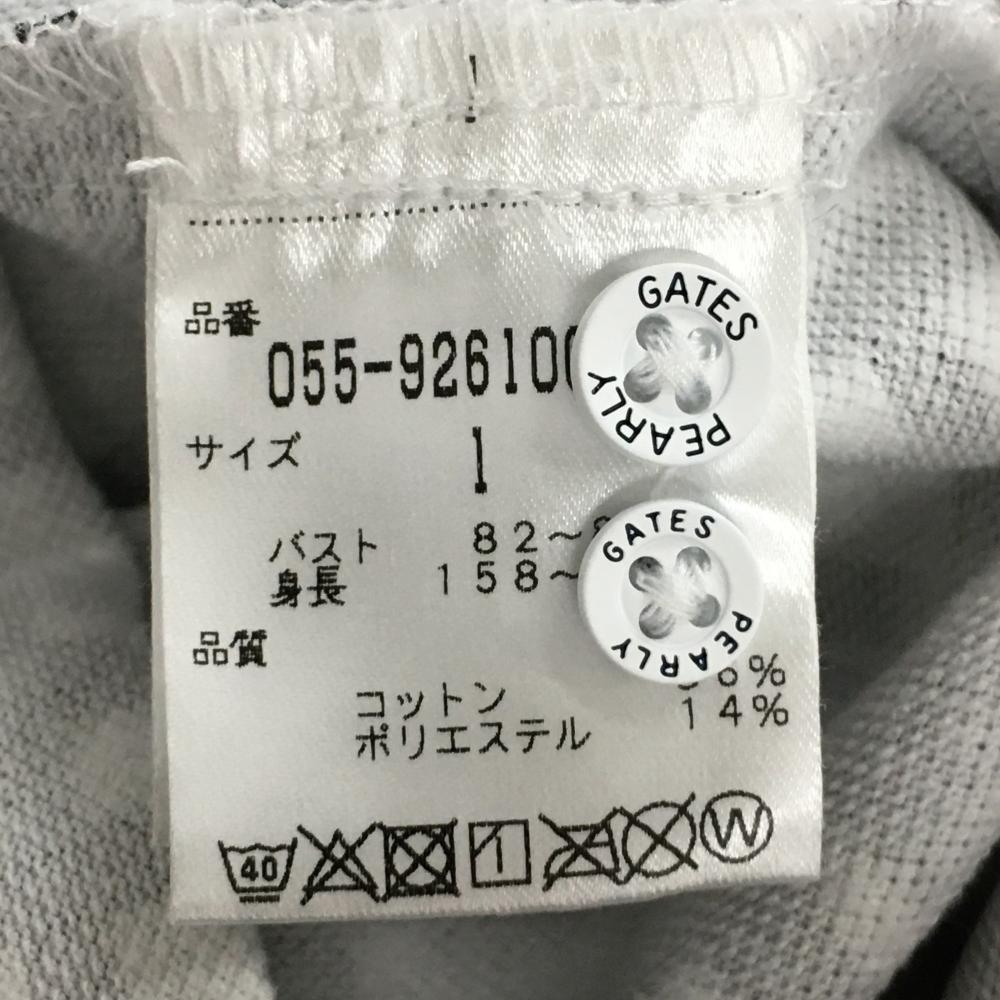 品番
055-926100
GATES
PEARLY
サイズ
1
バスト 82～
身長 158～
GATES
PEARLY
品質
コットン 6%
ポリエステル 14%
40
W